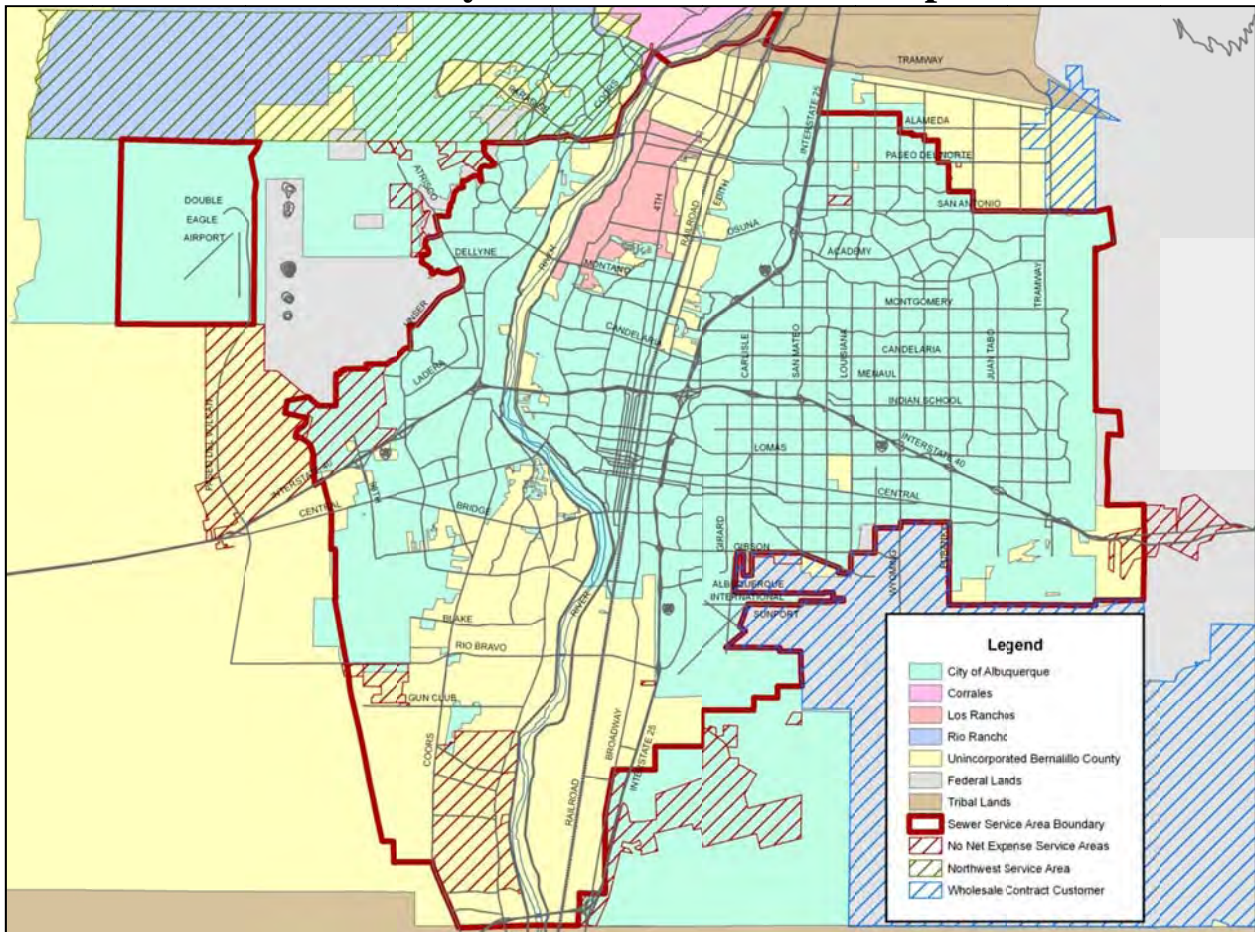 TRAMWAY
COORS
INTERSTATE 25
ALAMEDA
PASEO DEL NORTE
ATRISCO
4TH
RAILROAD
EDITH
SAN ANTONIO
DOUBLE
EAGLE
AIRPORT
OSUNA
DELLYNE
RIVER
ACADEMY
MONTANO
TRAMWAY
UNSER
MONTGOMERY
CANDELARIA
CARLISLE
SAN MATEO
LOUISIANA
CANDELARIA
JUAN TABO
LADERA
MENAUL
INDIAN SCHOOL
LOMAS
INTERSTATE 40
INTERSTATE 40
CENTRAL
98TH
BRIDGE
CENTRAL
GIRARD
GIBSON
WYOMING
EUBANK
ALBUQUERQUE
INTERNATIONAL
SUNPORT
RIVER
BLAKE
RIO BRAVO
GUN CLUB
COORS
RAILROAD
BROADWAY
INTERSTATE 25
Legend
City of Albuquerque
Corrales
Los Ranchos
Rio Rancho
Unincorporated Bernalillo County
Federal Lands
Tribal Lands
Sewer Service Area Boundary
No Net Expense Service Areas
Northwest Service Area
Wholesale Contract Customer